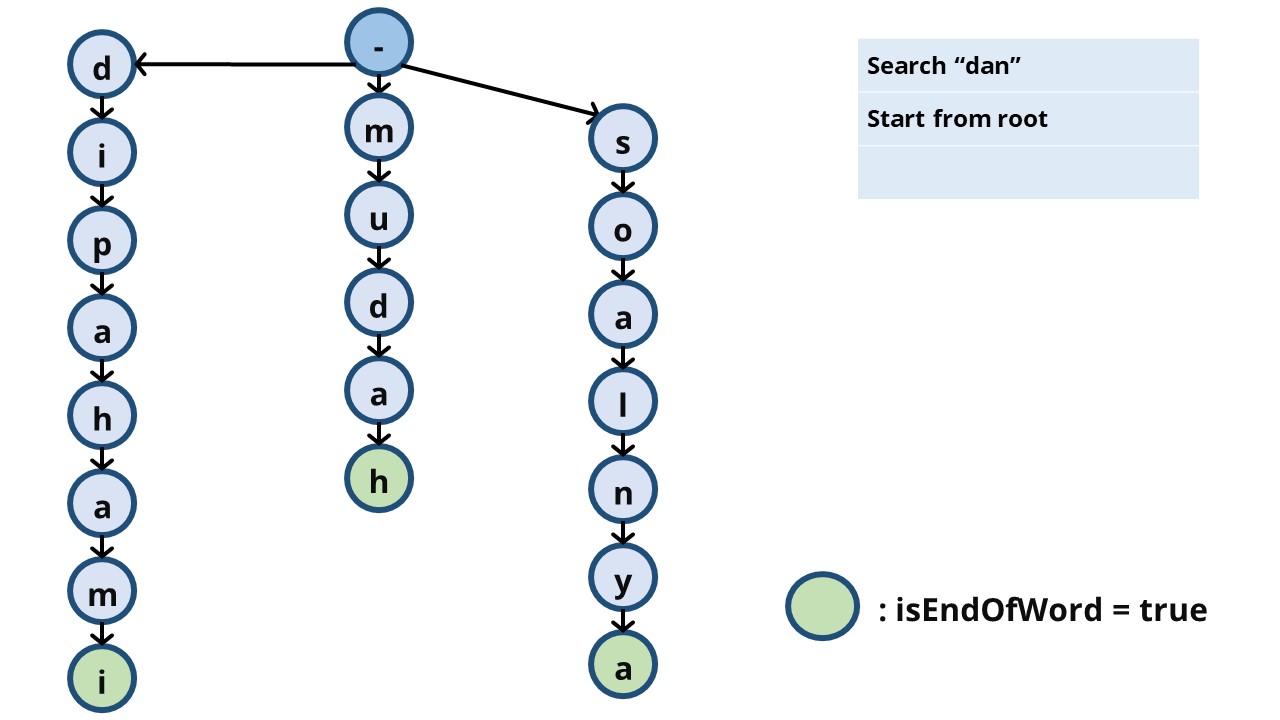 -
d
i
p
a
h
a
m
i
m
u
d
a
h
s
o
a
l
n
y
a
Search “dan”
Start from root
: isEndOfWord = true